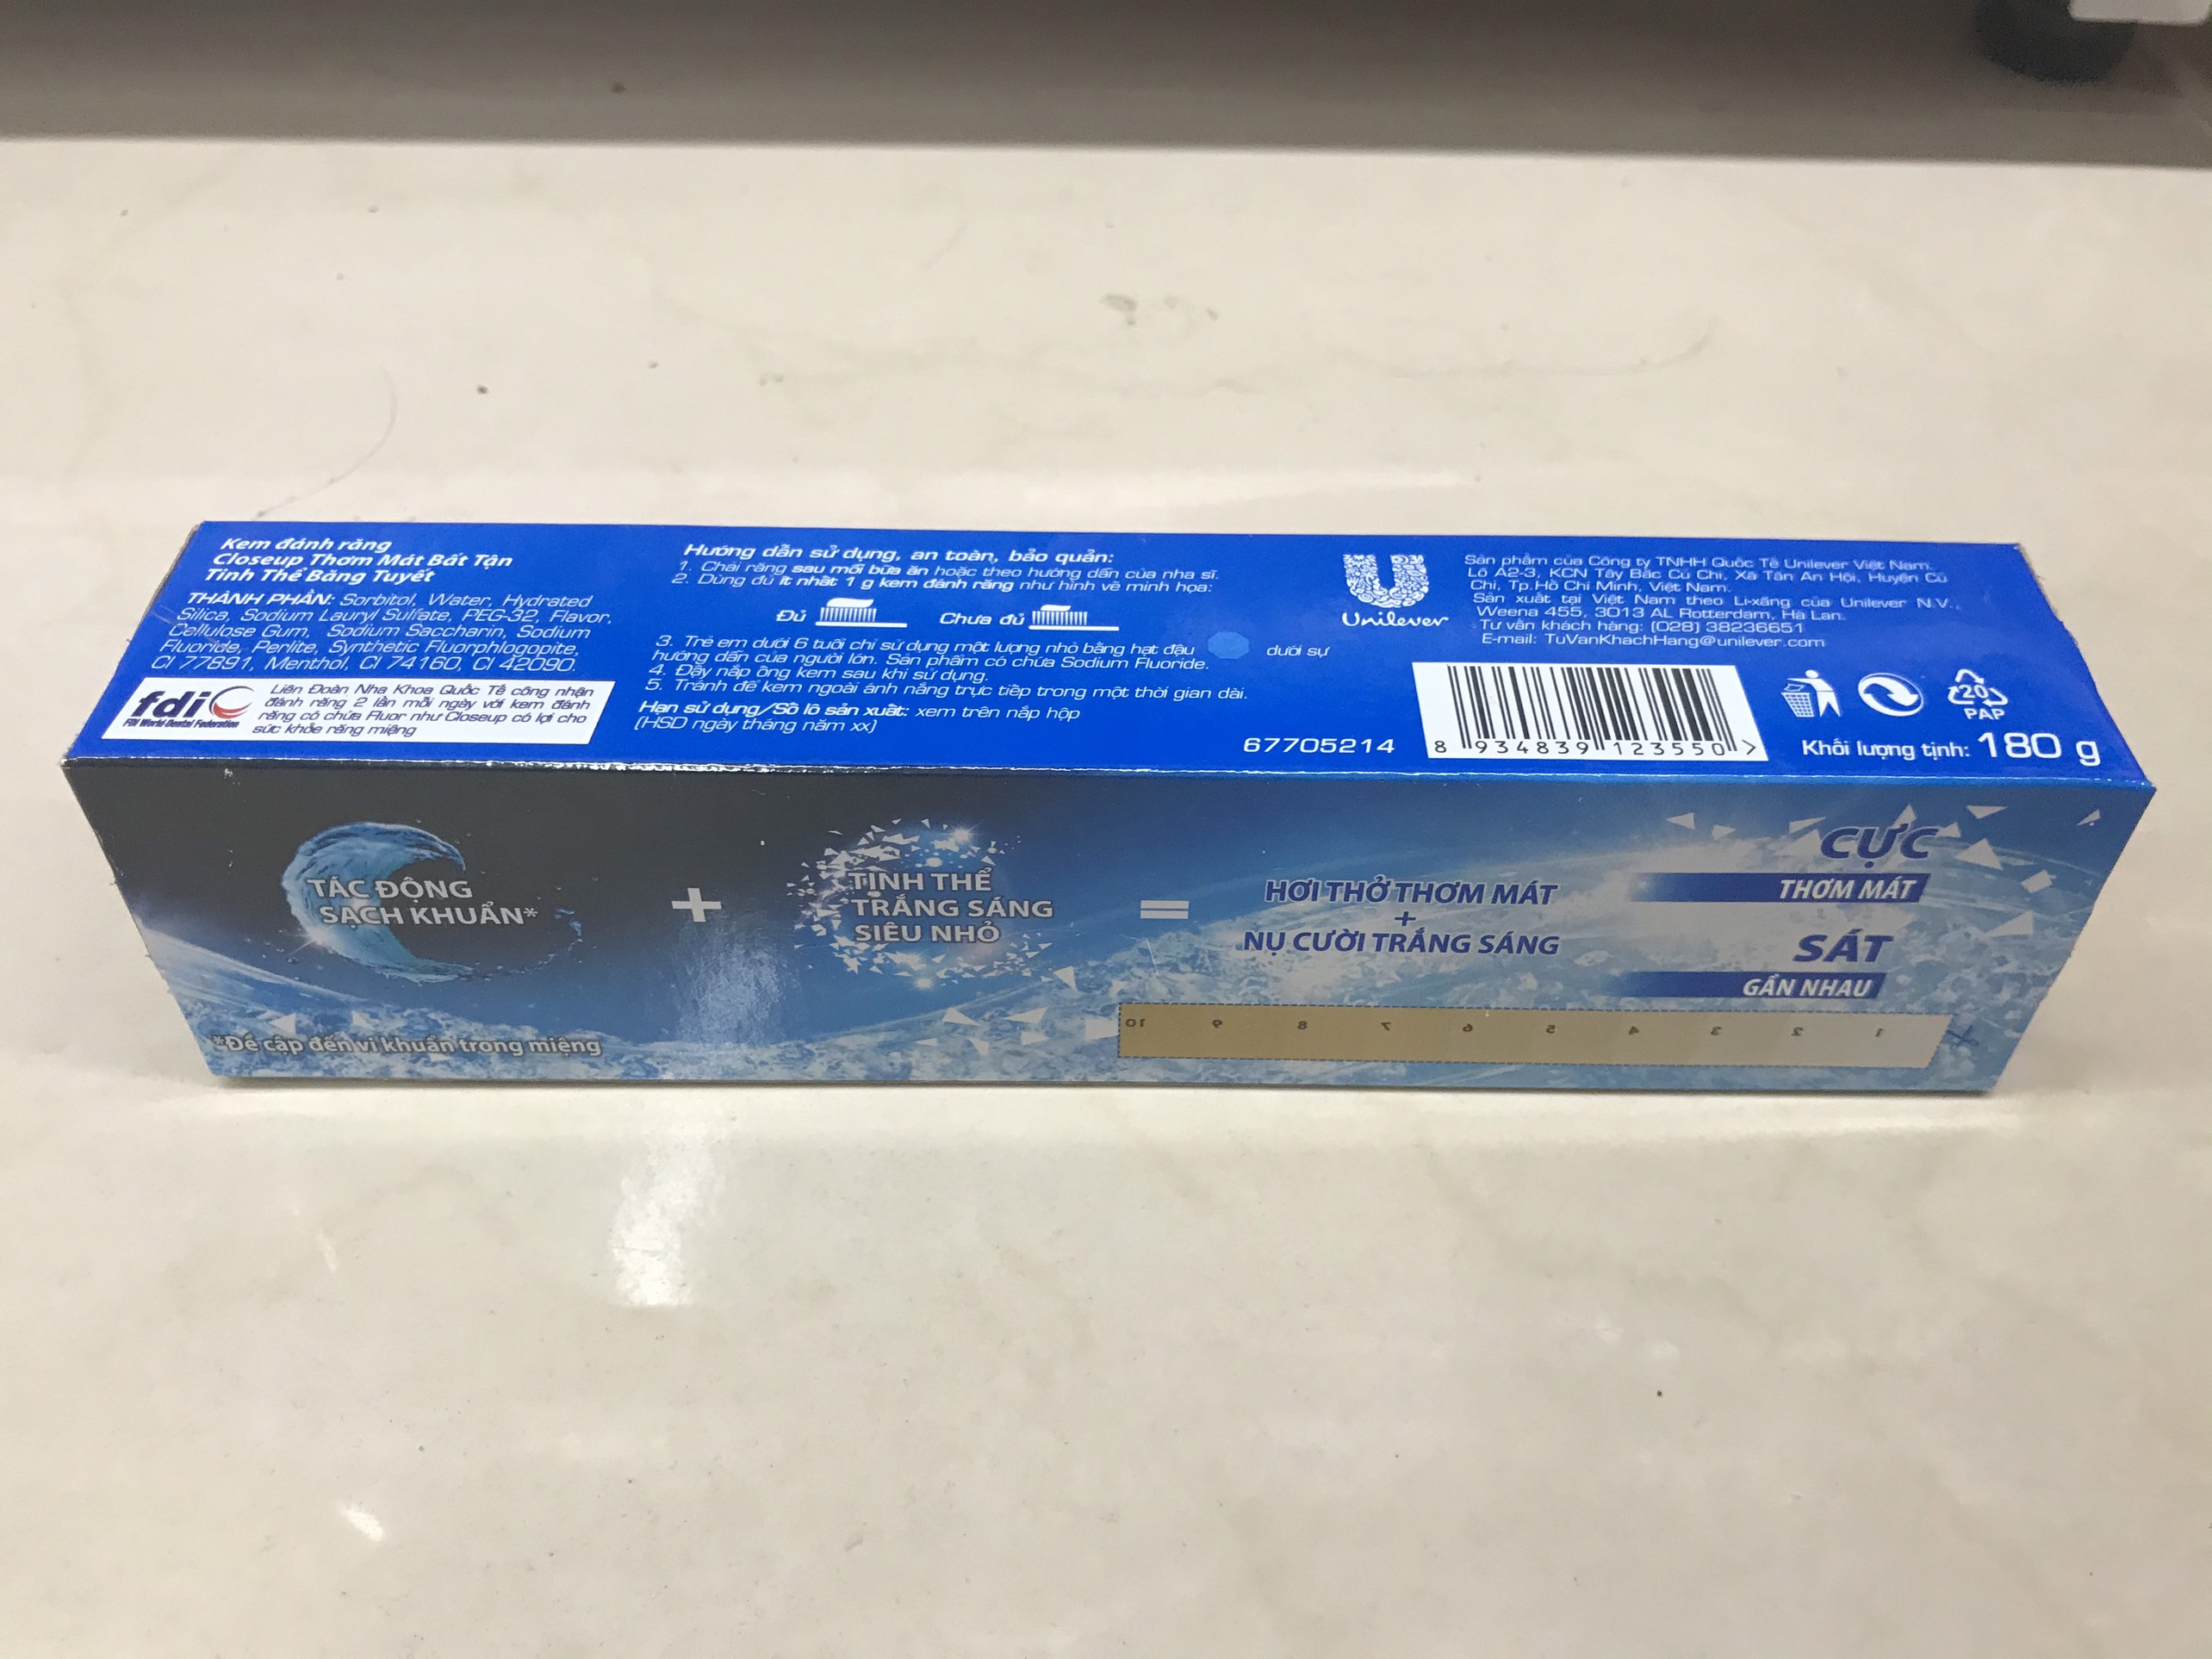 Kem đánh răng
Closeup Thơm Mát Bất Tận
Tinh Thể Băng Tuyết
THÀNH PHẦN: Sorbitol, Water, Hydrated
Silica, Sodium Lauryl Sulfate, PEG-32, Flavor,
Cellulose Gum, Sodium Saccharin, Sodium
Fluoride, Perlite, Synthetic Fluorphlogopite,
CI 77891, Menthol, CI 74160, CI 42090.
fdi
FDI World Dental Federation
Liên Đoàn Nha Khoa Quốc Tế công nhận
đánh răng 2 lần mỗi ngày với kem đánh
răng có chứa Fluor như Closeup có lợi cho
sức khỏe răng miệng
Hướng dẫn sử dụng, an toàn, bảo quản:
1. Chải răng sau mỗi bữa ăn hoặc theo hướng dẫn của nha sĩ.
2. Dùng đủ ít nhất 1 g kem đánh răng như hình vẽ minh họa:
Đủ Chưa đủ
3. Trẻ em dưới 6 tuổi chỉ sử dụng một lượng nhỏ bằng hạt đậu dưới sự
hướng dẫn của người lớn. Sản phẩm có chứa Sodium Fluoride.
4. Đậy nắp ống kem sau khi sử dụng.
5. Tránh để kem ngoài ánh nắng trực tiếp trong một thời gian dài.
Hạn sử dụng/Số lô sản xuất: xem trên nắp hộp
(HSD ngày tháng năm xx)
67705214
Unilever
Sản phẩm của Công ty TNHH Quốc Tế Unilever Việt Nam.
Lô A2-3, KCN Tây Bắc Củ Chi, Xã Tân An Hội, Huyện Củ
Chi, Tp.Hồ Chí Minh, Việt Nam.
Sản xuất tại Việt Nam theo Li-xăng của Unilever N.V.,
Weena 455, 3013 AL Rotterdam, Hà Lan.
Tư vấn khách hàng: (028) 38236651
E-mail: TuVanKhachHang@unilever.com
8 934839 123550 >
20
PAP
Khối lượng tịnh: 180 g
TÁC ĐỘNG
SẠCH KHUẨN*
+
TINH THỂ
TRẮNG SÁNG
SIÊU NHỎ
=
HƠI THỞ THƠM MÁT
+
NỤ CƯỜI TRẮNG SÁNG
CỰC
THƠM MÁT
SÁT
GẦN NHAU
*Đề cập đến vi khuẩn trong miệng
10 9 8 7 6 5 4 3 2 1